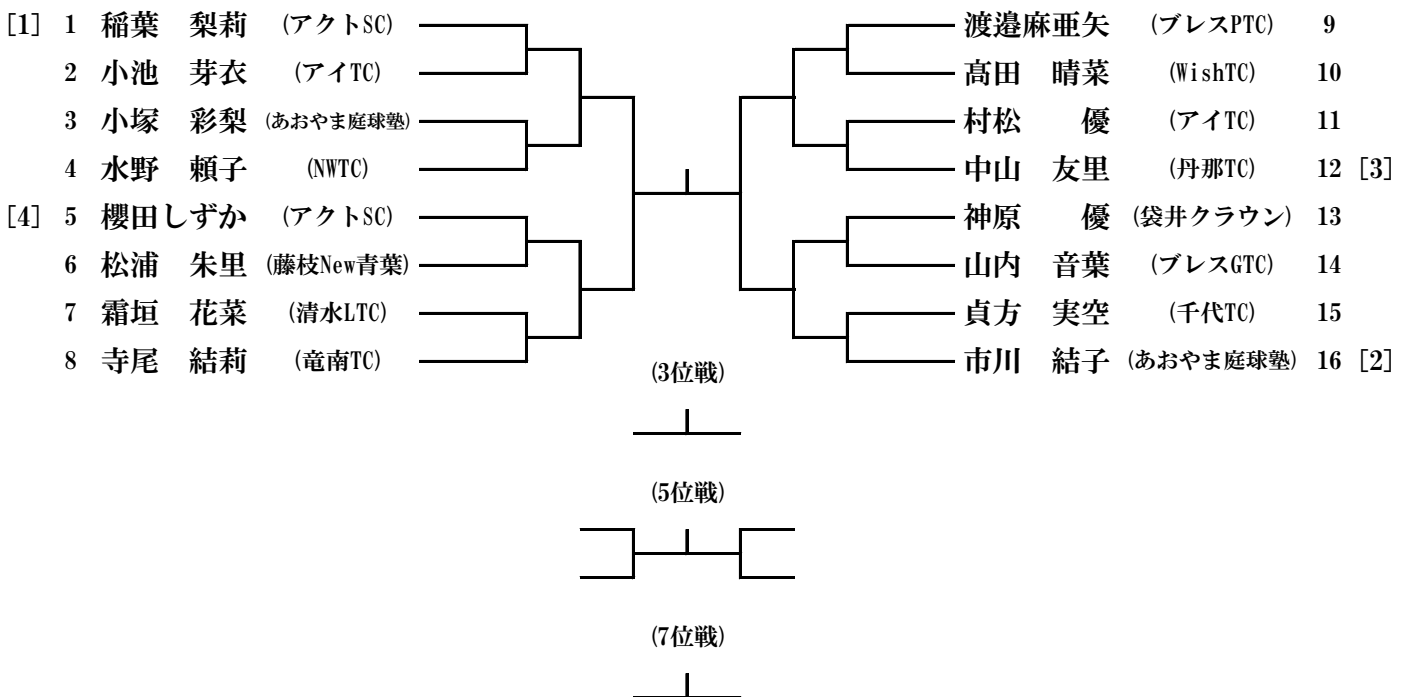 [1] 1 稲葉 梨莉 (アクトSC)
2 小池 芽衣 (アイTC)
3 小塚 彩梨 (あおやま庭球塾)
4 水野 頼子 (NWTC)
[4] 5 櫻田しずか (アクトSC)
6 松浦 朱里 (藤枝New青葉)
7 霜垣 花菜 (清水LTC)
8 寺尾 結莉 (竜南TC)
渡邉麻亜矢 (ブレスPTC) 9
髙田 晴菜 (WishTC) 10
村松 優 (アイTC) 11
中山 友里 (丹那TC) 12 [3]
神原 優 (袋井クラウン) 13
山内 音葉 (ブレスGTC) 14
貞方 実空 (千代TC) 15
市川 結子 (あおやま庭球塾) 16 [2]
(3位戦)
(5位戦)
(7位戦)